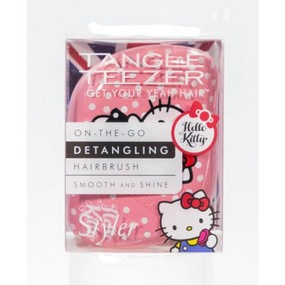 TANGLE
TEEZER
GET YOUR YEAH HAIR
Hello
Kitty
ON-THE-GO
DETANGLING
HAIRBRUSH
SMOOTH AND SHINE
Styler